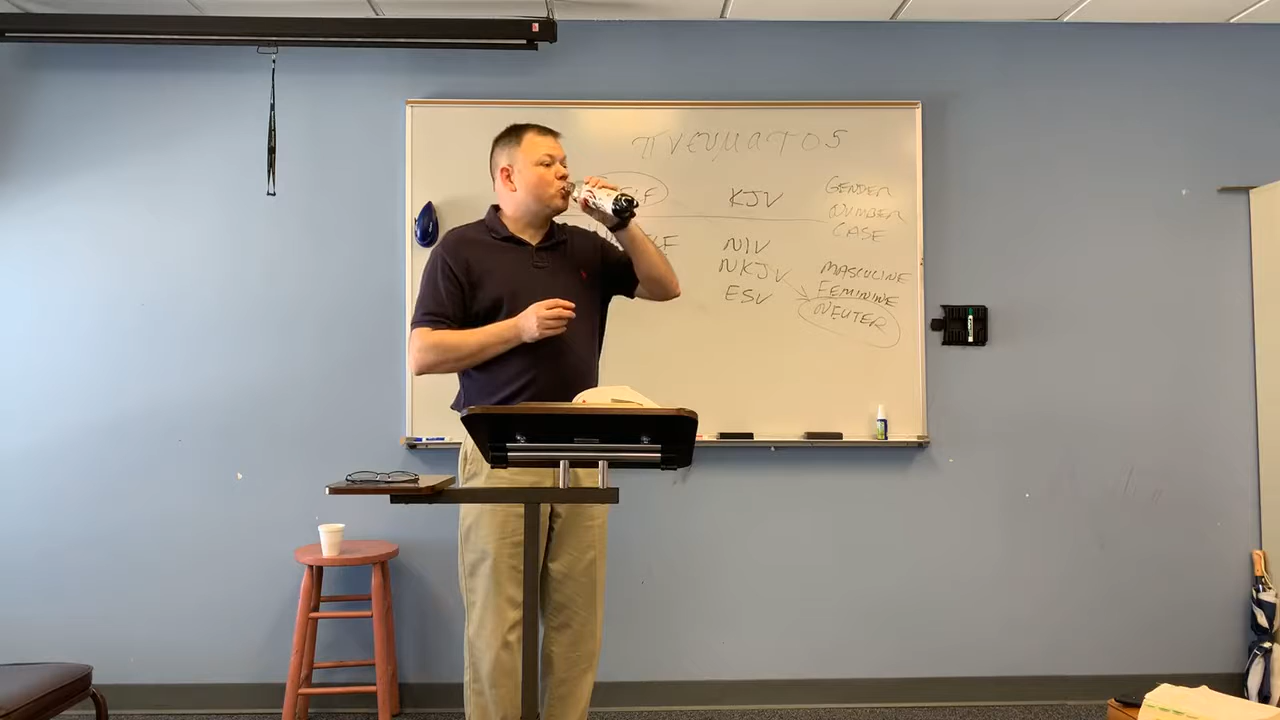 πνευματος
KJV
GENDER
NUMBER
CASE
NIV
NKJV
ESV
MASCULINE
FEMININE
NEUTER